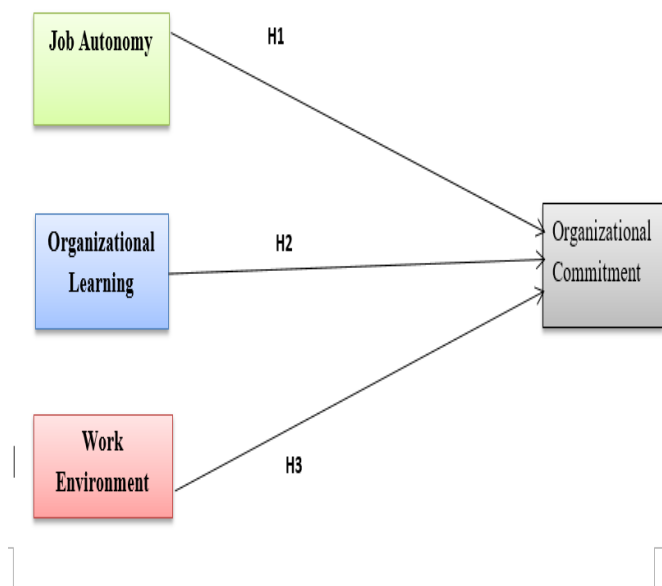 Job Autonomy
H1
Organizational
Learning
H2
Organizational
Commitment
Work
Environment
H3